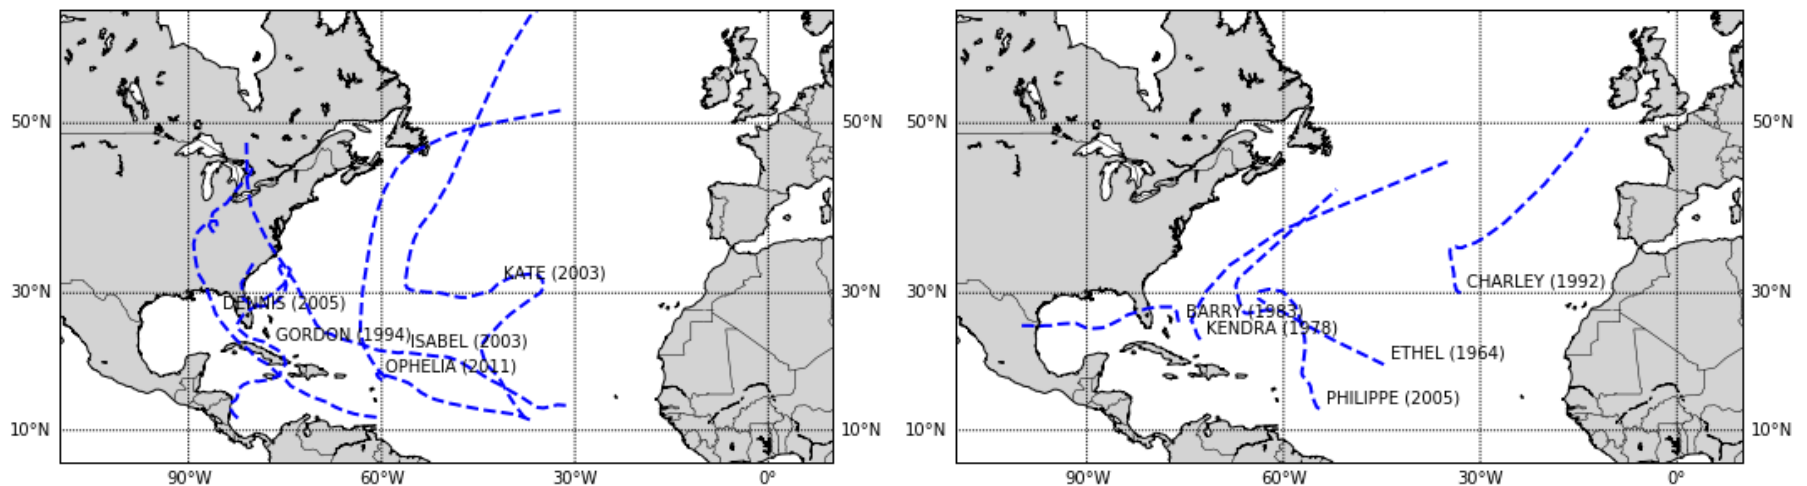 50°N
50°N
KATE (2003)
30°N
30°N
DENNIS (2005)
GORDON (1994)
ISABEL (2003)
OPHELIA (2011)
10°N
10°N
90°W
60°W
30°W
0°
50°N
50°N
CHARLEY (1992)
30°N
30°N
BARRY (1983)
KENDRA (1978)
ETHEL (1964)
PHILIPPE (2005)
10°N
10°N
90°W
60°W
30°W
0°